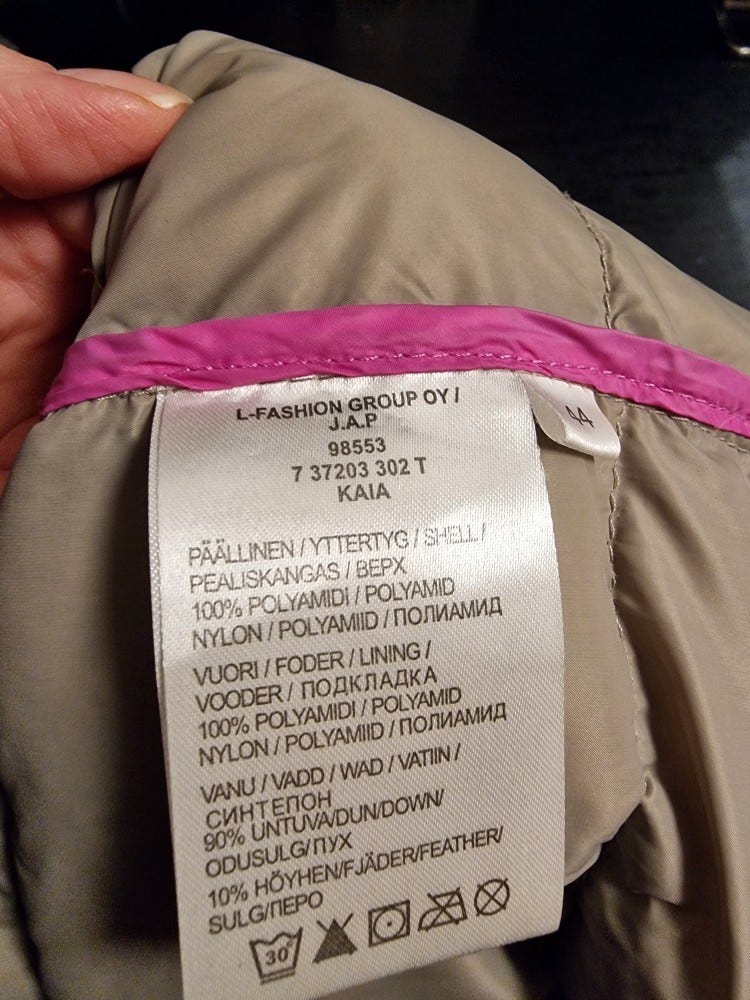 L-FASHION GROUP OY /
J.A.P
98553
7 37203 302 T
KAIA
44
PÄÄLLINEN / YTTERTYG / SHELL /
PEALISKANGAS / ВЕРХ
100% POLYAMIDI / POLYAMID
NYLON / POLYAMIID / ПОЛИАМИД
VUORI / FODER / LINING /
VOODER / ПОДКЛАДКА
100% POLYAMIDI / POLYAMID
NYLON / POLYAMIID / ПОЛИАМИД
VANU / VADD / WAD / VATIIN /
СИНТЕПОН
90% UNTUVA/DUN/DOWN/
ODUSULG/ПУХ
10% HÖYHEN/FJÄDER/FEATHER/
SULG/ПЕРО
30°